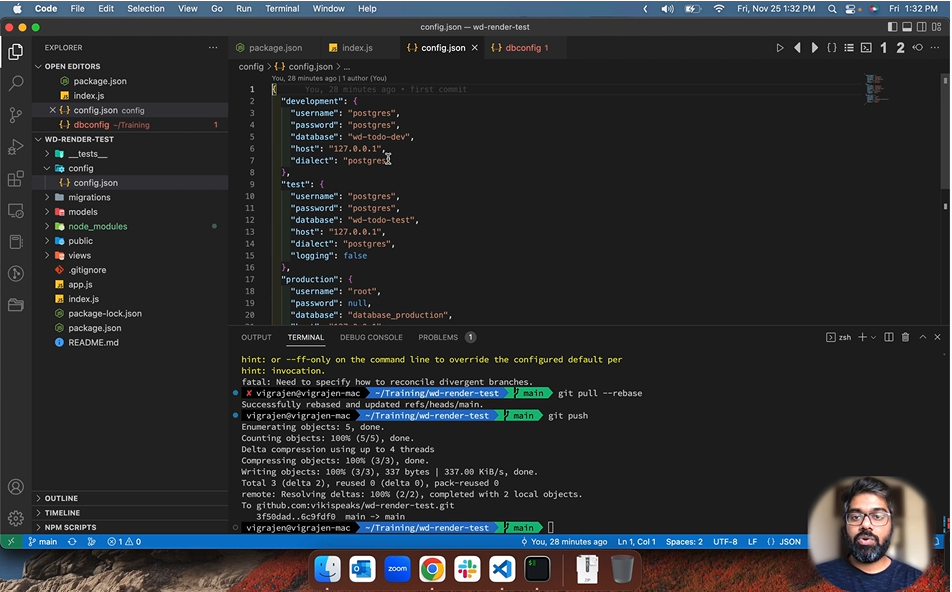 Code File Edit Selection View Go Run Terminal Window Help Fri, Nov 25 1:32 PM Fri 1:32 PM
config.json — wd-render-test
EXPLORER
OPEN EDITORS
package.json
index.js
config.json config
dbconfig ~/Training 1
WD-RENDER-TEST
__tests__
config
config.json
migrations
models
node_modules
public
views
.gitignore
app.js
index.js
package-lock.json
package.json
README.md
OUTLINE
TIMELINE
NPM SCRIPTS
package.json index.js config.json dbconfig 1
config > {} config.json > ...
You, 28 minutes ago | 1 author (You)
1 { You, 28 minutes ago • first commit
2 "development": {
3 "username": "postgres",
4 "password": "postgres",
5 "database": "wd-todo-dev",
6 "host": "127.0.0.1",
7 "dialect": "postgres"
8 },
9 "test": {
10 "username": "postgres",
11 "password": "postgres",
12 "database": "wd-todo-test",
13 "host": "127.0.0.1",
14 "dialect": "postgres",
15 "logging": false
16 },
17 "production": {
18 "username": "root",
19 "password": null,
20 "database": "database_production",
OUTPUT TERMINAL DEBUG CONSOLE PROBLEMS 1 zsh
hint: or --ff-only on the command line to override the configured default per
hint: invocation.
fatal: Need to specify how to reconcile divergent branches.
✘ vigrajen@vigrajen-mac ~/Training/wd-render-test main git pull --rebase
Successfully rebased and updated refs/heads/main.
vigrajen@vigrajen-mac ~/Training/wd-render-test main git push
Enumerating objects: 5, done.
Counting objects: 100% (5/5), done.
Delta compression using up to 4 threads
Compressing objects: 100% (3/3), done.
Writing objects: 100% (3/3), 337 bytes | 337.00 KiB/s, done.
Total 3 (delta 2), reused 0 (delta 0), pack-reused 0
remote: Resolving deltas: 100% (2/2), completed with 2 local objects.
To github.com:vikispeaks/wd-render-test.git
3f50dad..6c9fdf0 main -> main
vigrajen@vigrajen-mac ~/Training/wd-render-test main
main 1 0 You, 28 minutes ago Ln 1, Col 1 Spaces: 2 UTF-8 LF {} JSON
zoom